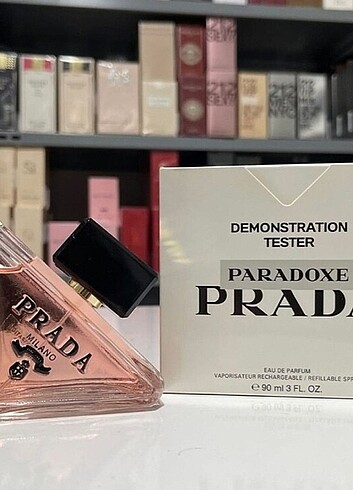 DEMONSTRATION
TESTER
PARADOXE
PRADA
EAU DE PARFUM
VAPORISATEUR RECHARGEABLE / REFILLABLE SPR
℮ 90 ml 3 FL. OZ.
PRADA
MILANO
212
212